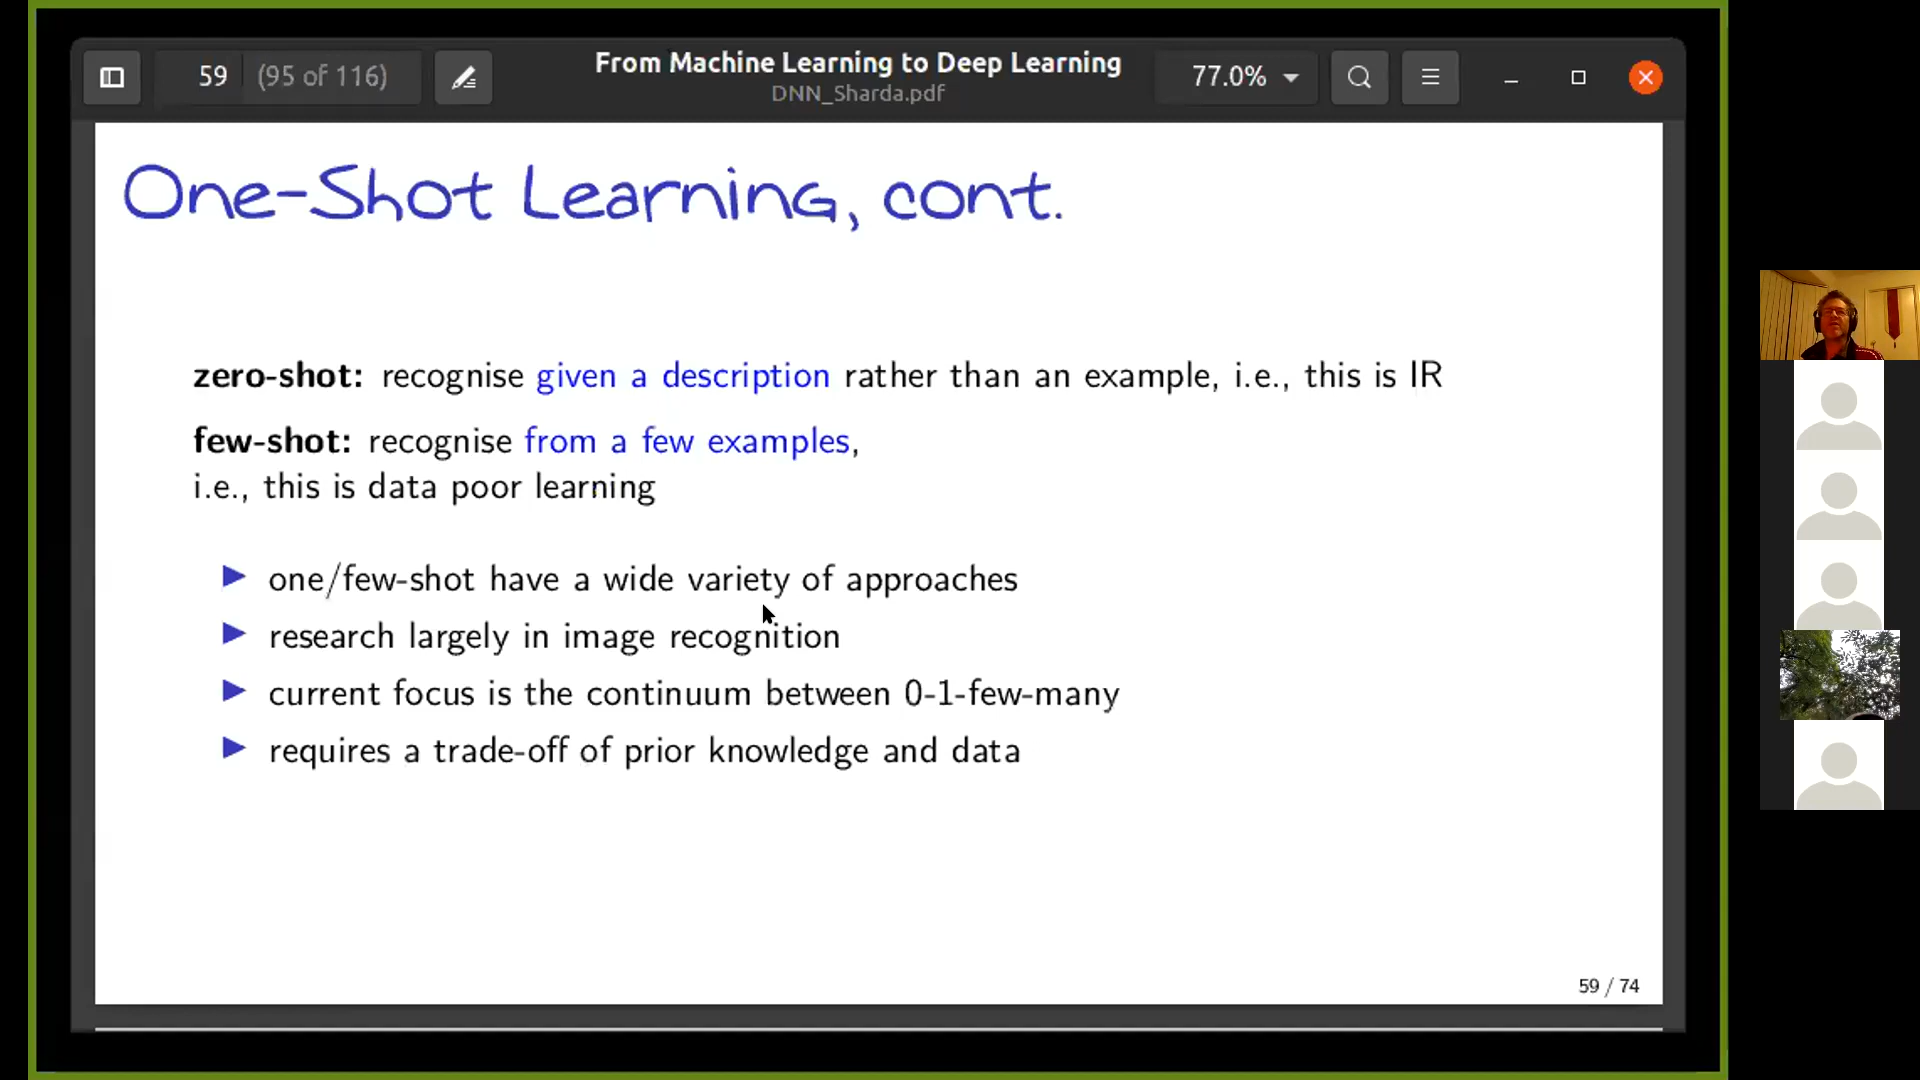 59 (95 of 116)
From Machine Learning to Deep Learning
DNN_Sharda.pdf
77.0%
One-Shot Learning, cont.
zero-shot: recognise given a description rather than an example, i.e., this is IR
few-shot: recognise from a few examples,
i.e., this is data poor learning
one/few-shot have a wide variety of approaches
research largely in image recognition
current focus is the continuum between 0-1-few-many
requires a trade-off of prior knowledge and data
59 / 74